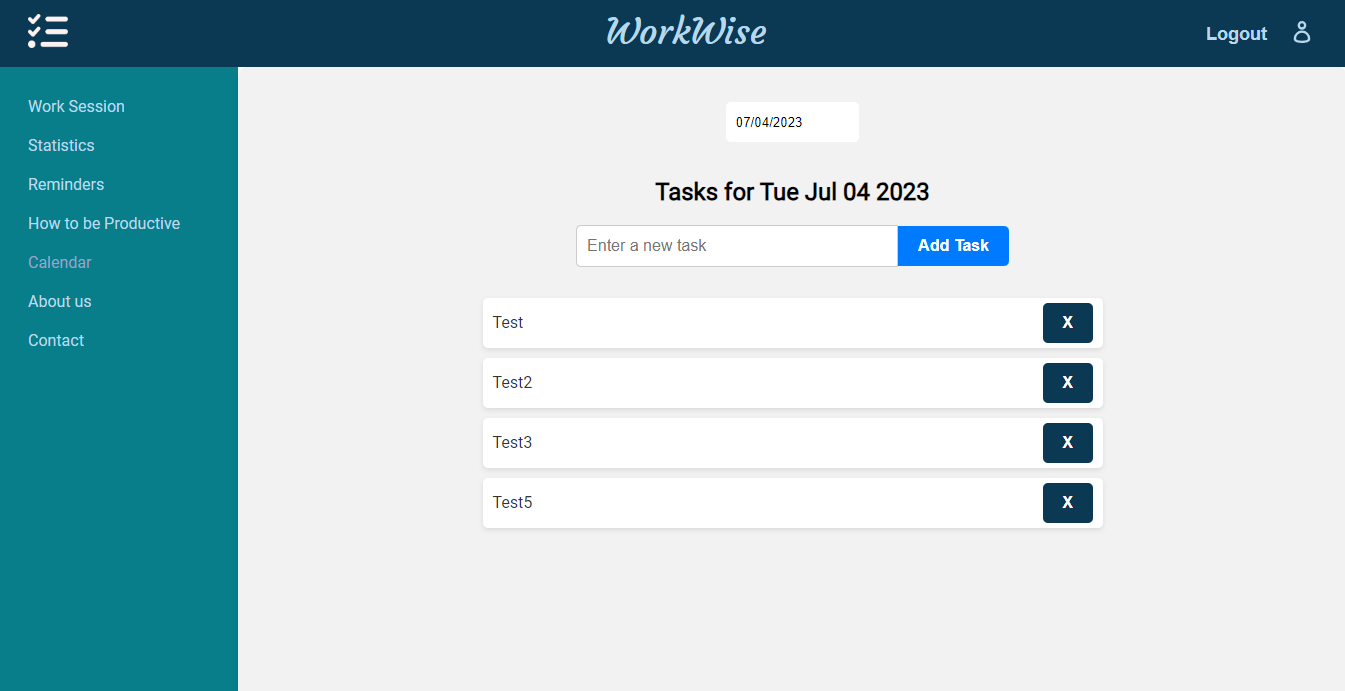 WorkWise
Logout
Work Session
Statistics
Reminders
How to be Productive
Calendar
About us
Contact
07/04/2023
Tasks for Tue Jul 04 2023
Enter a new task
Add Task
Test
X
Test2
X
Test3
X
Test5
X